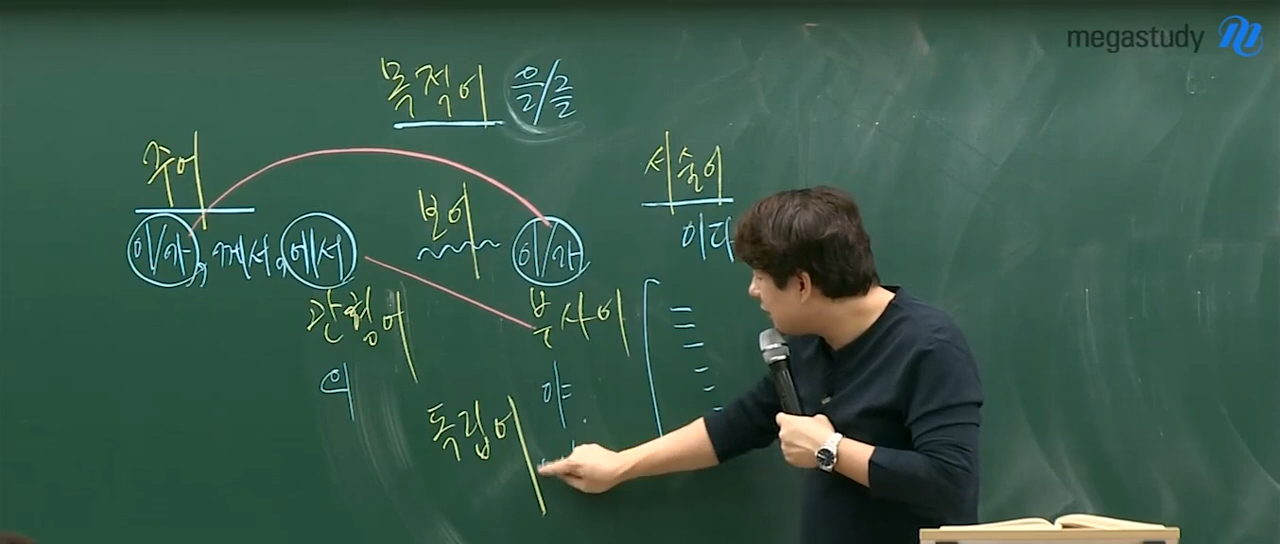 megastudy
목적어 을/를
주어
서술어
보어
이/가, 께서, 에서
이/가
이다
관형어
부사어
의
야
독립어